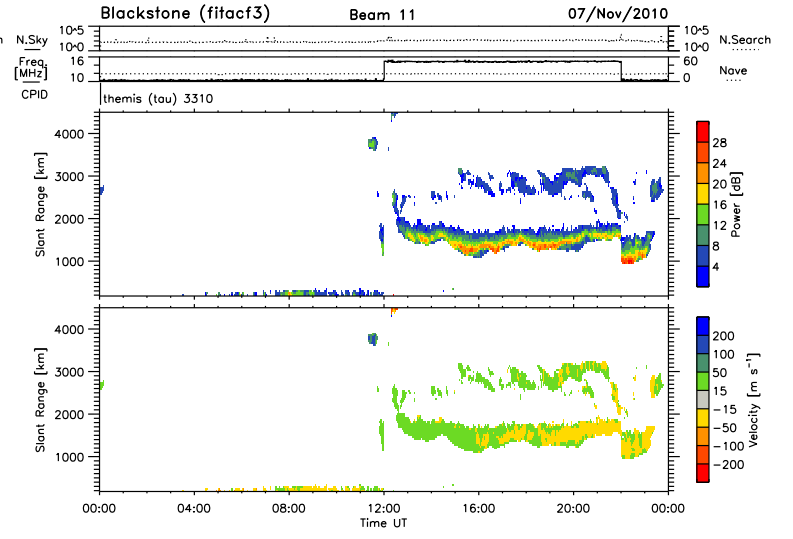 Blackstone (fitacf3) Beam 11 07/Nov/2010
n N.Sky 10^5 10^0 10^5 10^0 N.Search
Freq. [MHz] 16 10 60 0 Nave
CPID themis (tau) 3310
Slant Range [km]
4000
3000
2000
1000
28
24
20
16
12
8
4
Power [dB]
Slant Range [km]
4000
3000
2000
1000
200
100
50
15
-15
-50
-100
-200
Velocity [m s⁻¹]
00:00 04:00 08:00 12:00 16:00 20:00 00:00
Time UT